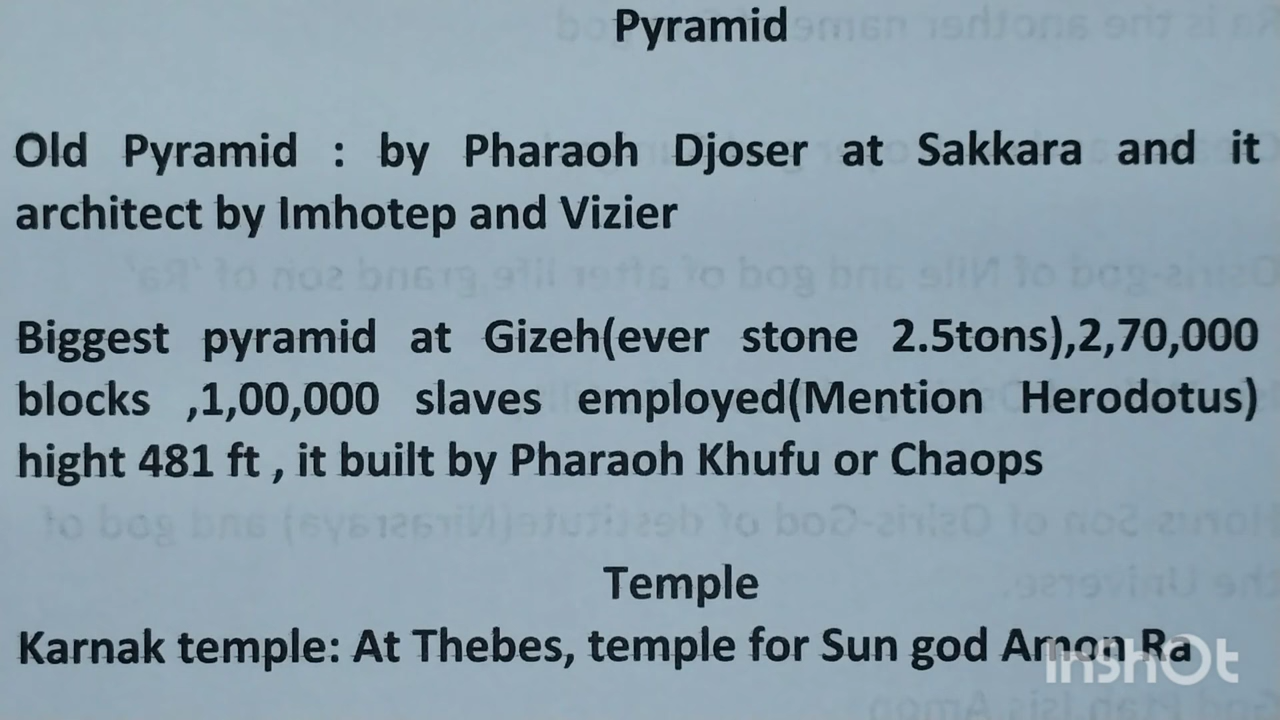 Pyramid
Old Pyramid : by Pharaoh Djoser at Sakkara and it
architect by Imhotep and Vizier
Biggest pyramid at Gizeh(ever stone 2.5tons),2,70,000
blocks ,1,00,000 slaves employed(Mention Herodotus)
hight 481 ft , it built by Pharaoh Khufu or Chaops
Temple
Karnak temple: At Thebes, temple for Sun god Amon Ra
InshOt